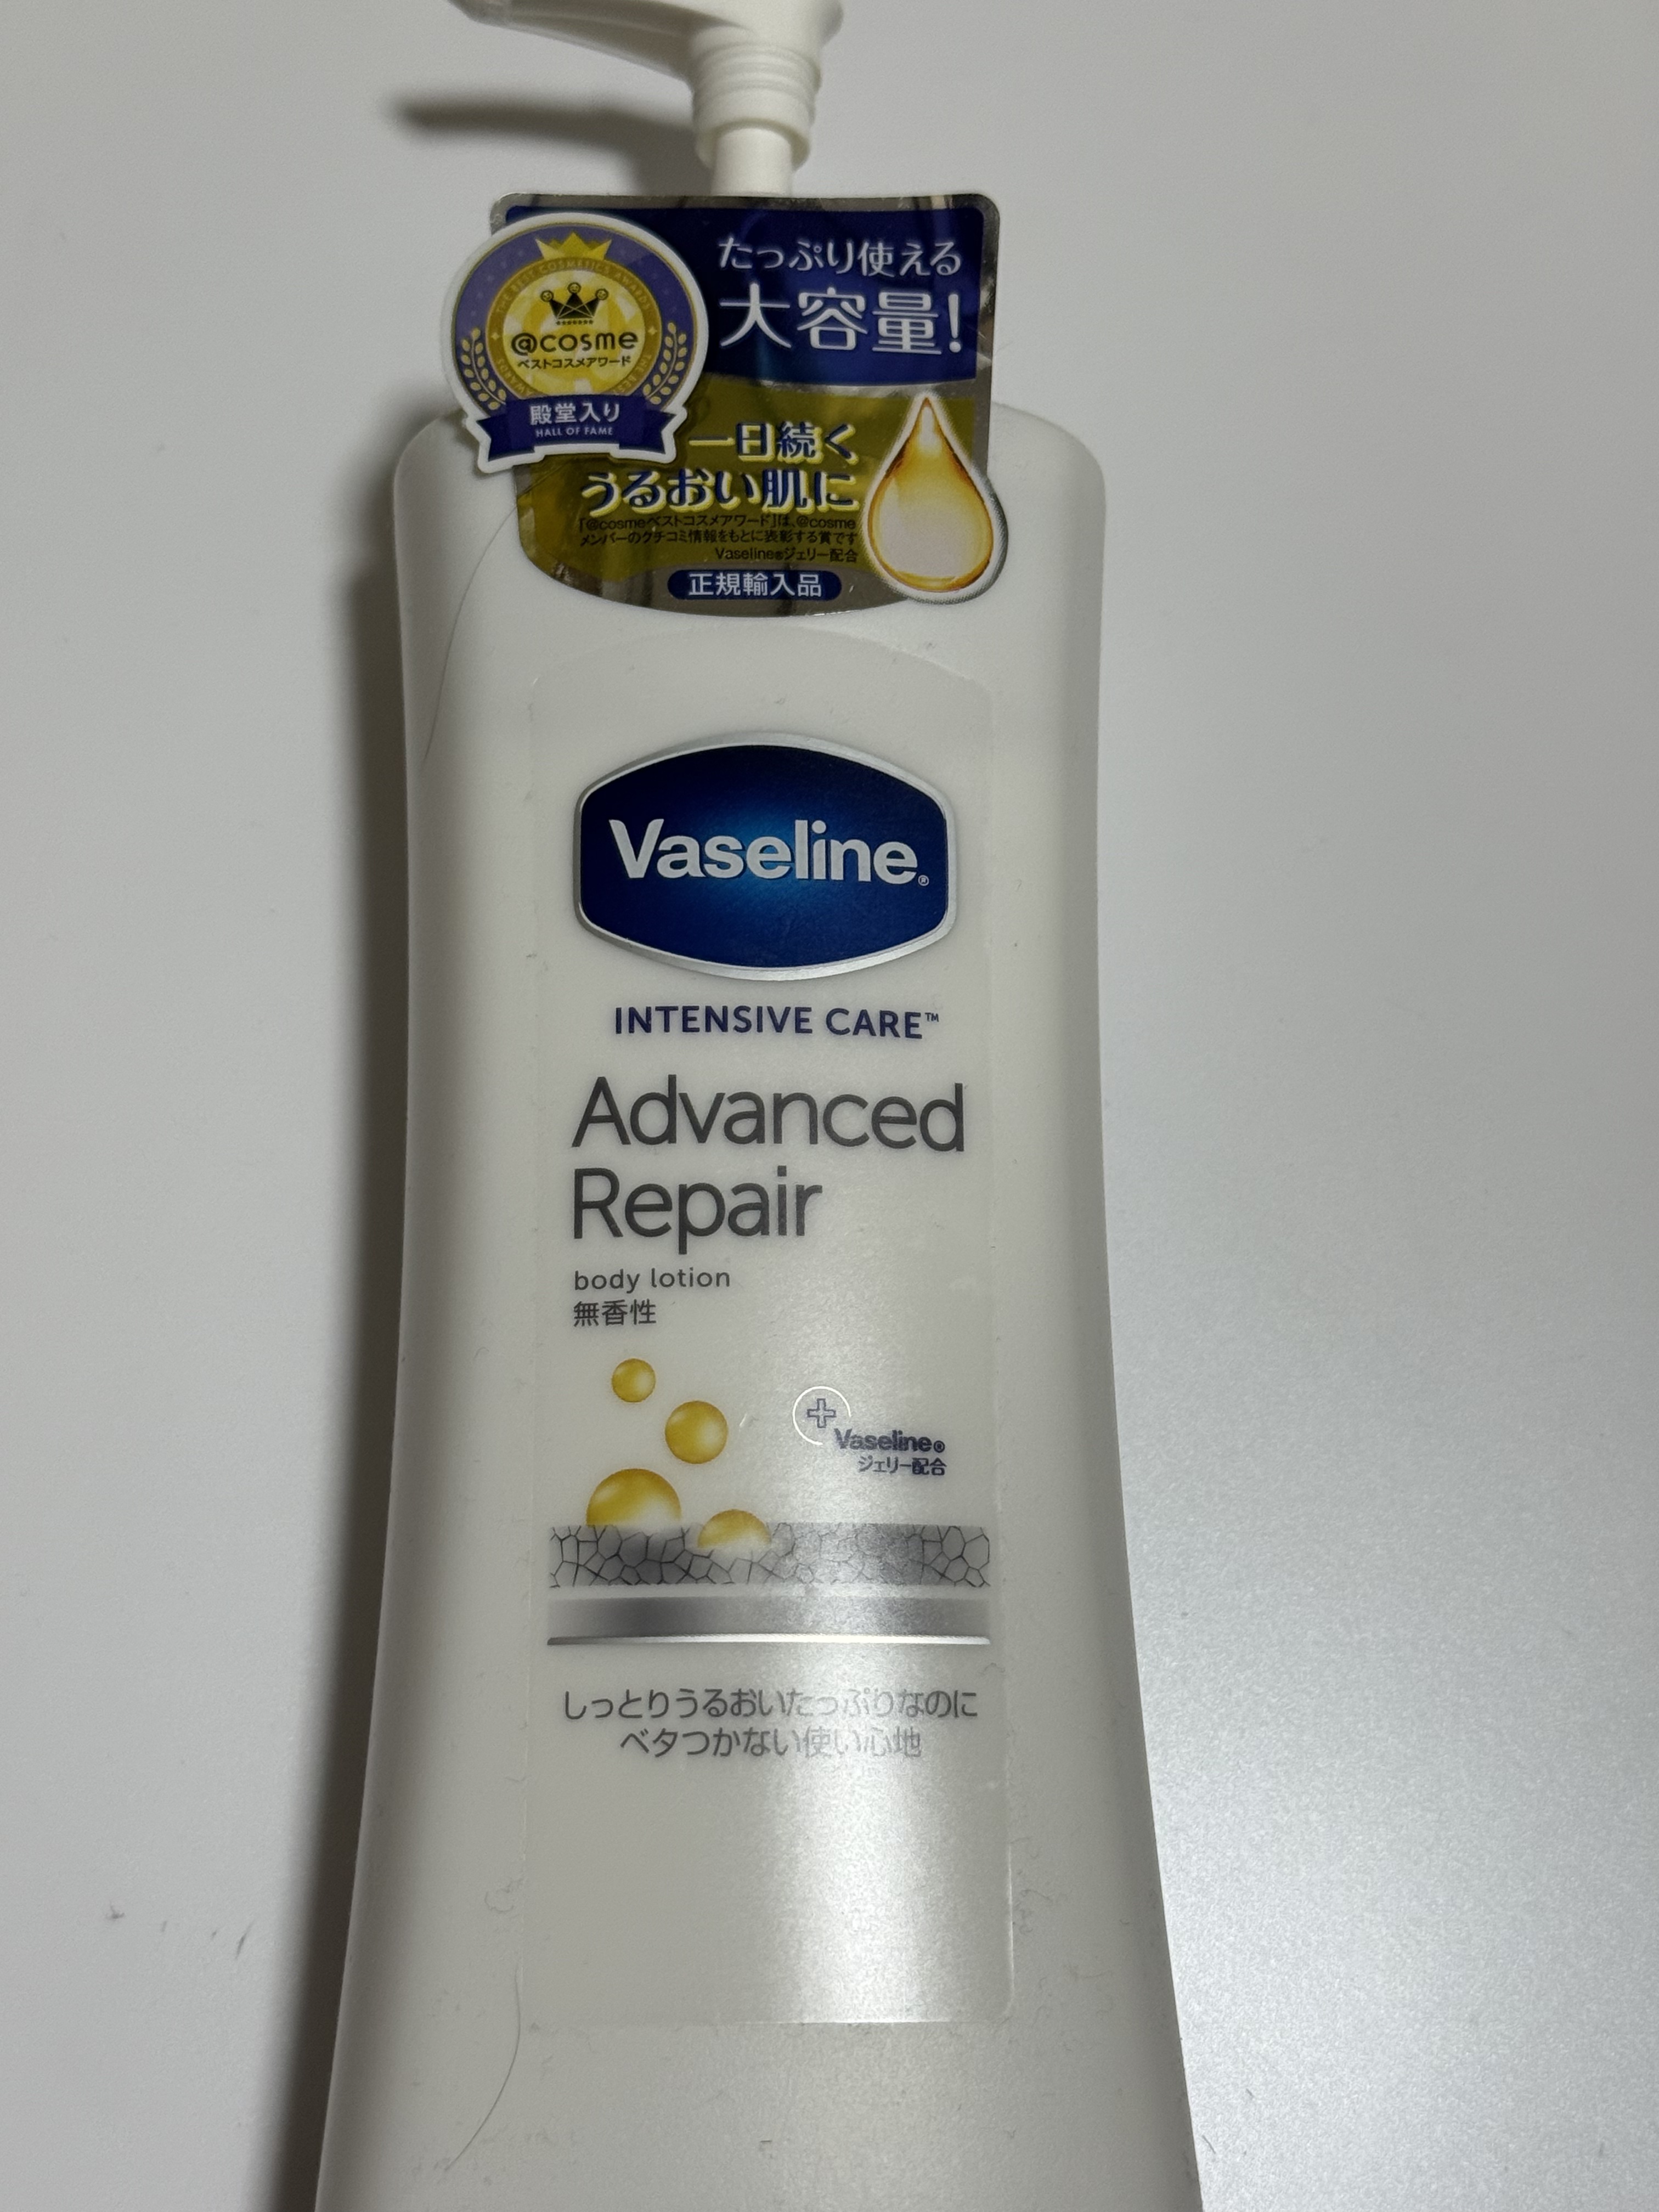 たっぷり使える
大容量!
THE BEST COSMETICS AWARDS
@cosme
ベストコスメアワード
殿堂入り
HALL OF FAME
一日続く
うるおい肌に
「@cosmeベストコスメアワード」は、@cosme
メンバーのクチコミ情報をもとに表彰する賞です
Vaseline®ジェリー配合
正規輸入品
Vaseline®
INTENSIVE CARE™
Advanced
Repair
body lotion
無香性
Vaseline®
ジェリー配合
しっとりうるおいたっぷりなのに
ベタつかない使い心地